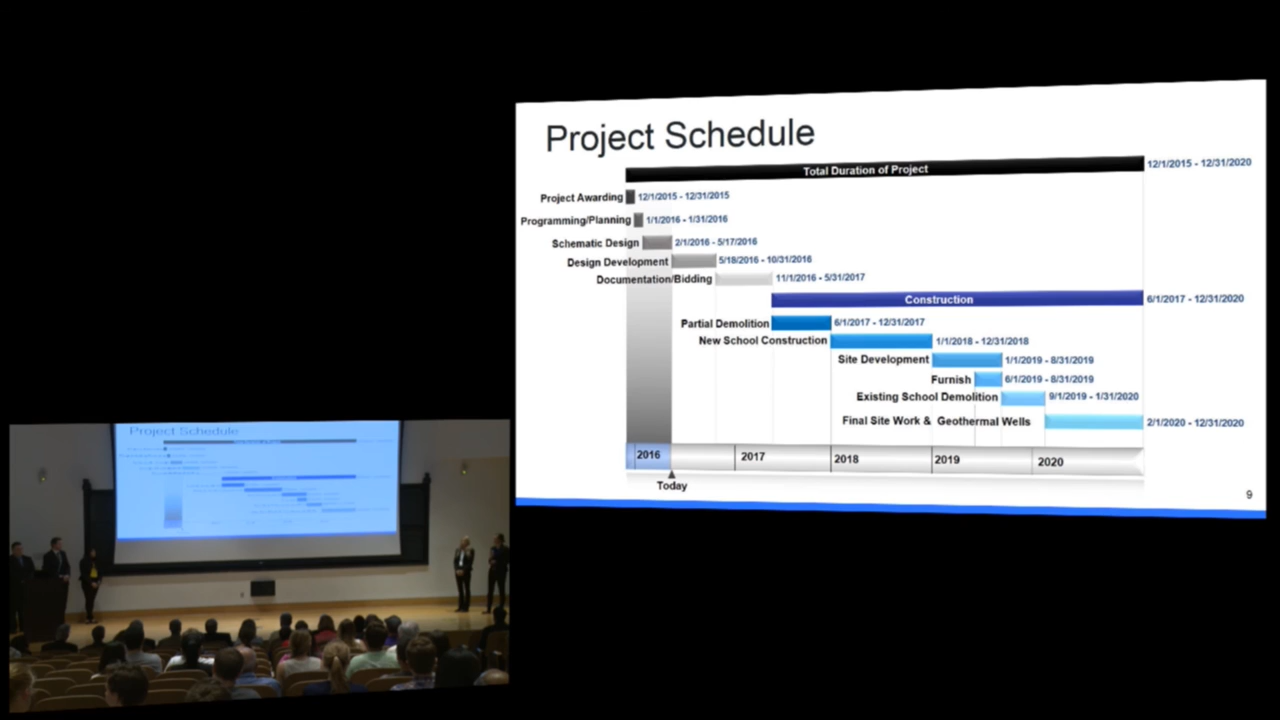 Project Schedule
Total Duration of Project 12/1/2015 - 12/31/2020
Project Awarding 12/1/2015 - 12/31/2015
Programming/Planning 1/1/2016 - 1/31/2016
Schematic Design 2/1/2016 - 5/17/2016
Design Development 5/18/2016 - 10/31/2016
Documentation/Bidding 11/1/2016 - 5/31/2017
Construction 6/1/2017 - 12/31/2020
Partial Demolition 6/1/2017 - 12/31/2017
New School Construction 1/1/2018 - 12/31/2018
Site Development 1/1/2019 - 8/31/2019
Furnish 6/1/2019 - 8/31/2019
Existing School Demolition 9/1/2019 - 1/31/2020
Final Site Work & Geothermal Wells 2/1/2020 - 12/31/2020
2016 2017 2018 2019 2020
Today
9
Project Schedule